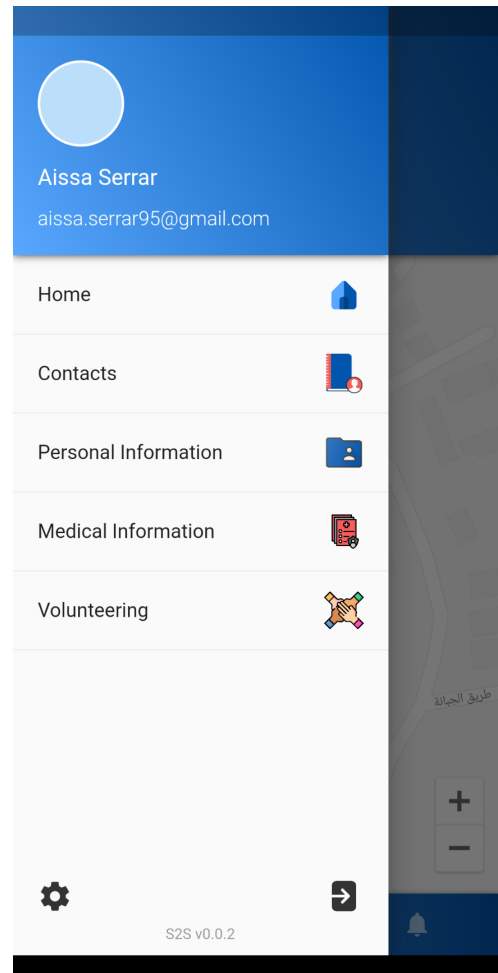 Aissa Serrar
aissa.serrar95@gmail.com
Home
Contacts
Personal Information
Medical Information
Volunteering
طريق الجبانة
+
−
S2S v0.0.2